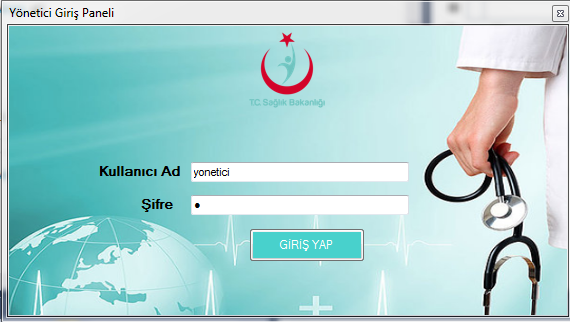 Yönetici Giriş Paneli
T.C. Sağlık Bakanlığı
Kullanıcı Ad
yonetici
Şifre
●
GİRİŞ YAP